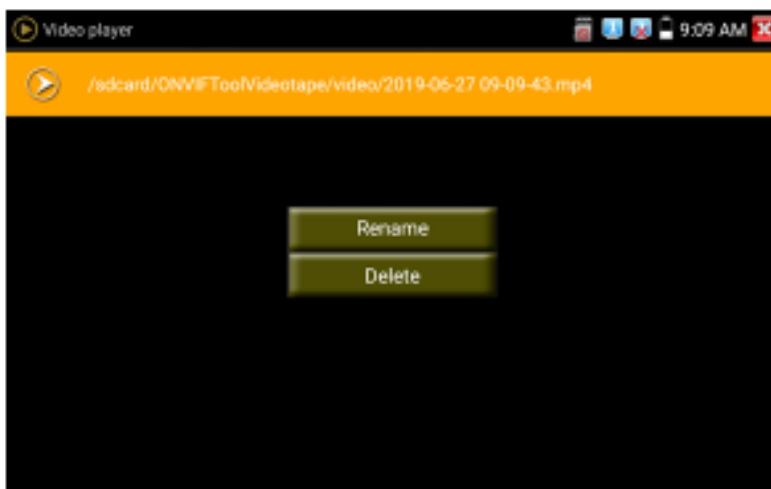 Video player 9:09 AM
/sdcard/ONVIFToolVideotape/video/2019-06-27 09-09-43.mp4
Rename
Delete